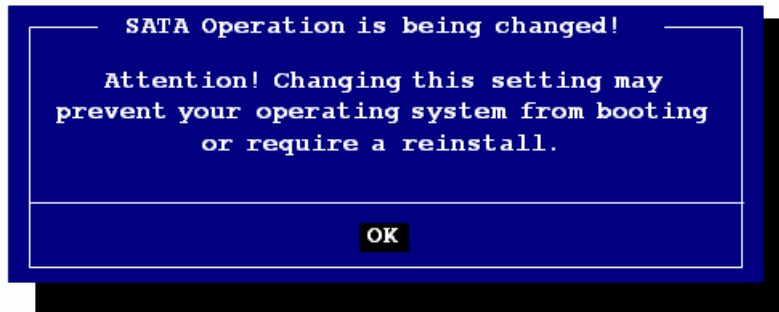 SATA Operation is being changed!
Attention! Changing this setting may
prevent your operating system from booting
or require a reinstall.
OK